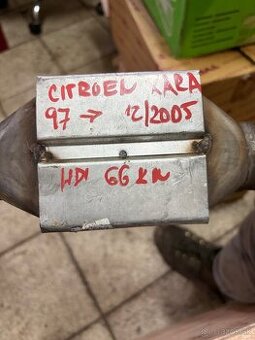 CITROEN XARA
97 → 12/2005
HDI 66 KW